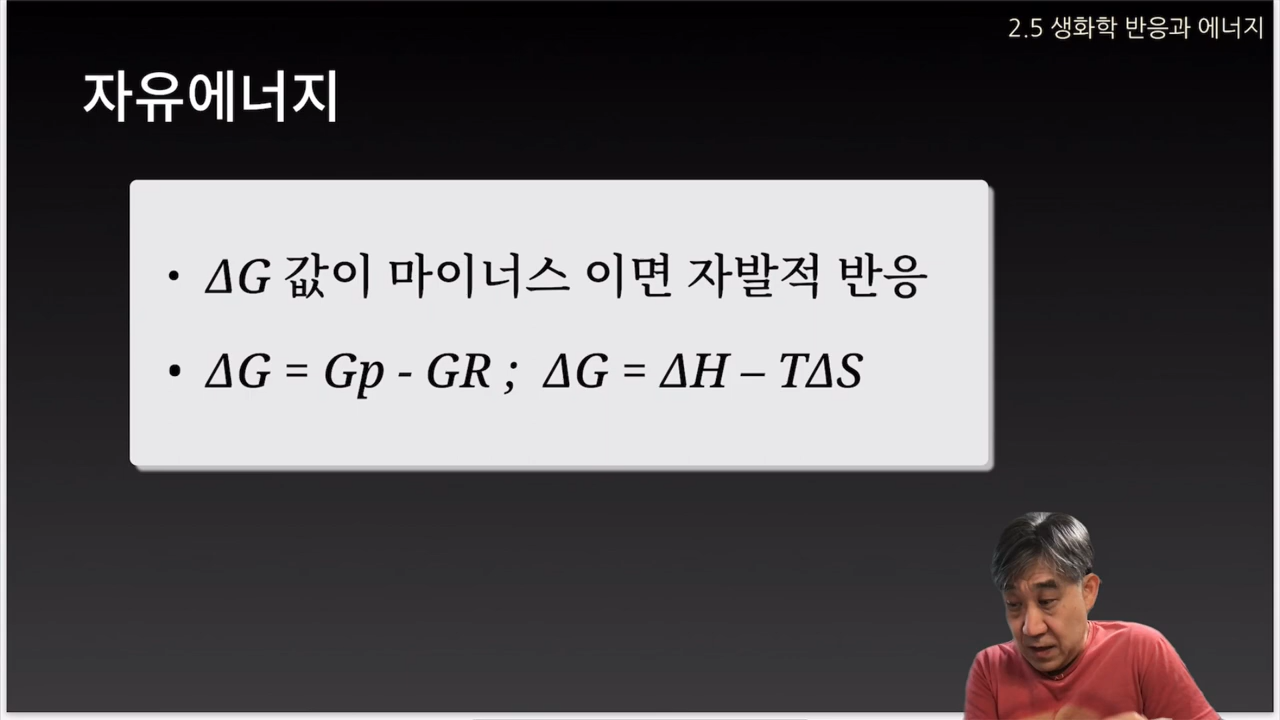 2.5 생화학 반응과 에너지
자유에너지
• ΔG 값이 마이너스 이면 자발적 반응
• ΔG = Gp - GR ; ΔG = ΔH – TΔS